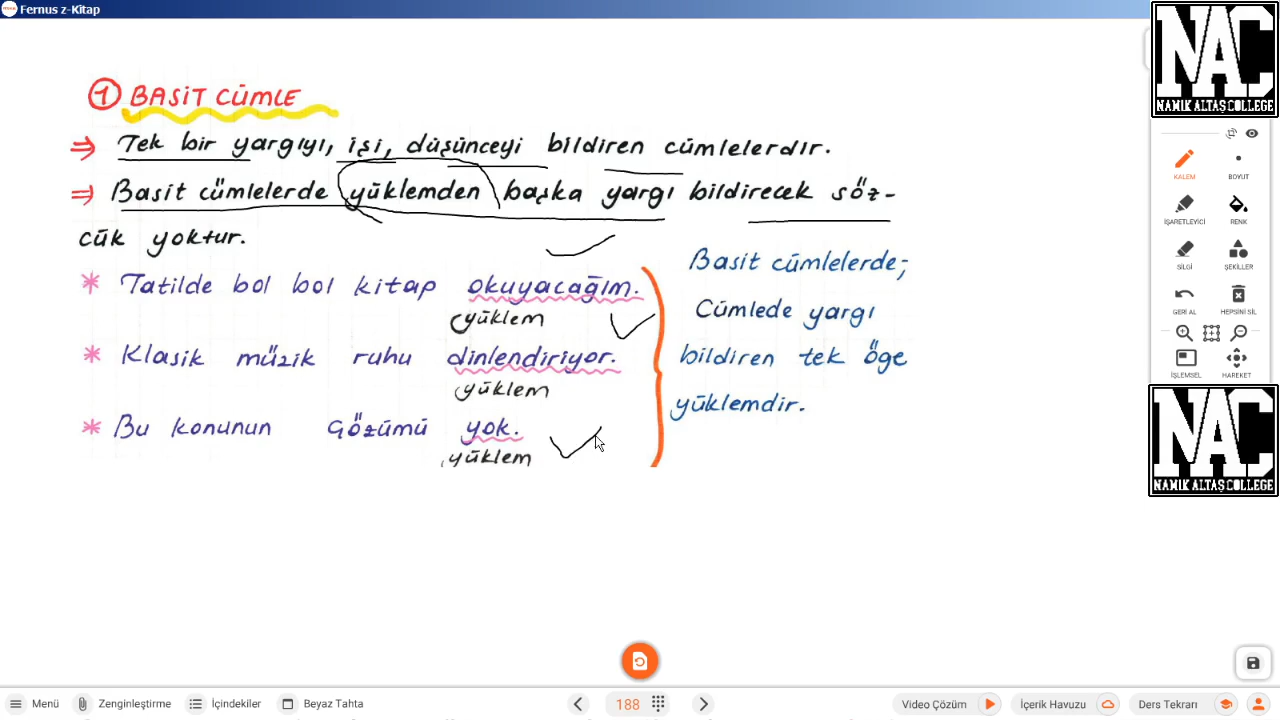 Fernus z-Kitap
NAC
NAMIK ALTAŞ COLLEGE
1 BASİT CÜMLE
⇒ Tek bir yargıyı, işi, düşünceyi bildiren cümlelerdir.
⇒ Basit cümlelerde yüklemden başka yargı bildirecek söz-
cük yoktur.
* Tatilde bol bol kitap okuyacağım.
yüklem
* Klasik müzik ruhu dinlendiriyor.
yüklem
* Bu konunun çözümü yok.
yüklem
Basit cümlelerde;
Cümlede yargı
bildiren tek öge
yüklemdir.
KALEM
BOYUT
İŞARETLEYİCİ
RENK
SİLGİ
ŞEKİLLER
GERİ AL
HEPSİNİ SİL
İŞLEMSEL
HAREKET
NAC
NAMIK ALTAŞ COLLEGE
Menü
Zenginleştirme
İçindekiler
Beyaz Tahta
188
Video Çözüm
İçerik Havuzu
Ders Tekrarı